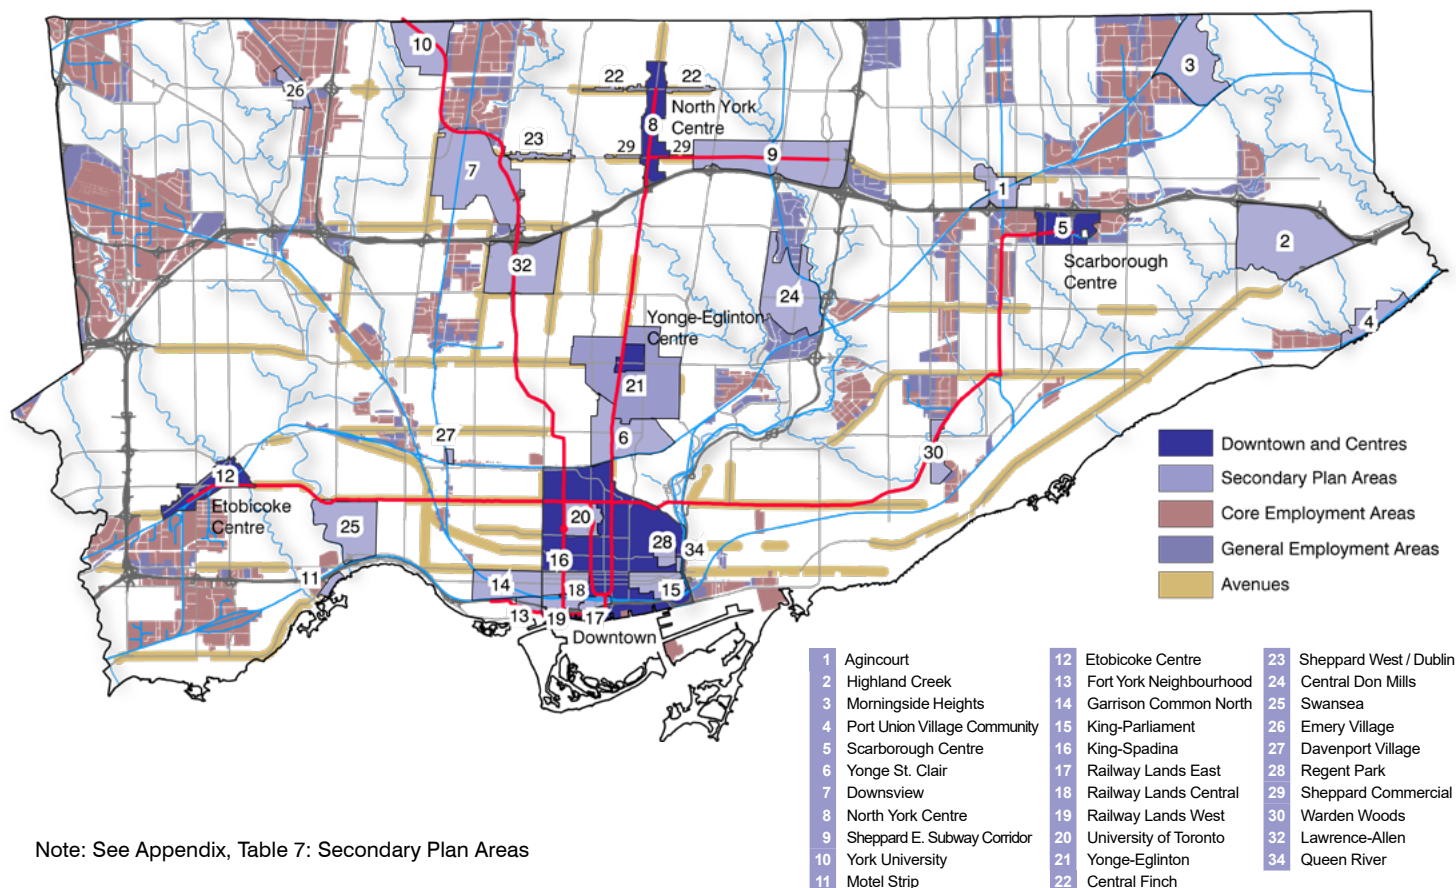 10
3
26
22
22
North York
Centre
8
23
29
29
9
7
1
5
2
Scarborough
Centre
32
24
4
Yonge-Eglinton
Centre
21
6
27
30
12
Etobicoke
Centre
25
20
28
34
16
11
14
18
15
13
19
17
Downtown
Downtown and Centres
Secondary Plan Areas
Core Employment Areas
General Employment Areas
Avenues
1 Agincourt
2 Highland Creek
3 Morningside Heights
4 Port Union Village Community
5 Scarborough Centre
6 Yonge St. Clair
7 Downsview
8 North York Centre
9 Sheppard E. Subway Corridor
10 York University
11 Motel Strip
12 Etobicoke Centre
13 Fort York Neighbourhood
14 Garrison Common North
15 King-Parliament
16 King-Spadina
17 Railway Lands East
18 Railway Lands Central
19 Railway Lands West
20 University of Toronto
21 Yonge-Eglinton
22 Central Finch
23 Sheppard West / Dublin
24 Central Don Mills
25 Swansea
26 Emery Village
27 Davenport Village
28 Regent Park
29 Sheppard Commercial
30 Warden Woods
32 Lawrence-Allen
34 Queen River
Note: See Appendix, Table 7: Secondary Plan Areas